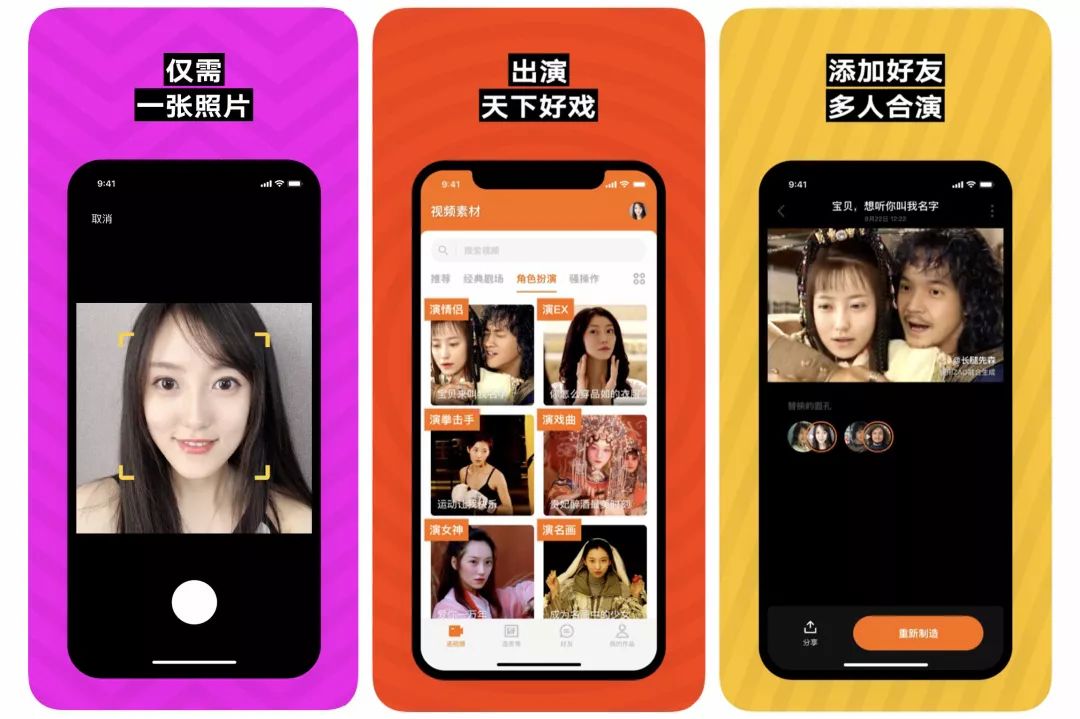 仅需
一张照片
9:41
取消
出演
天下好戏
9:41
视频素材
搜索视频
推荐 经典剧场 角色扮演 骚操作
演情侣
宝贝来叫我名字
演EX
你怎么穿品如的衣服
演拳击手
运动让我快乐
演戏曲
贵妃醉酒最美时刻
演女神
爱你一万年
演名画
成为名画中的少女
好友
我的作品
添加好友
多人合演
9:41
宝贝，想听你叫我名字
8月22日 12:22
@长腿先森
替换的面孔
分享
重新制造